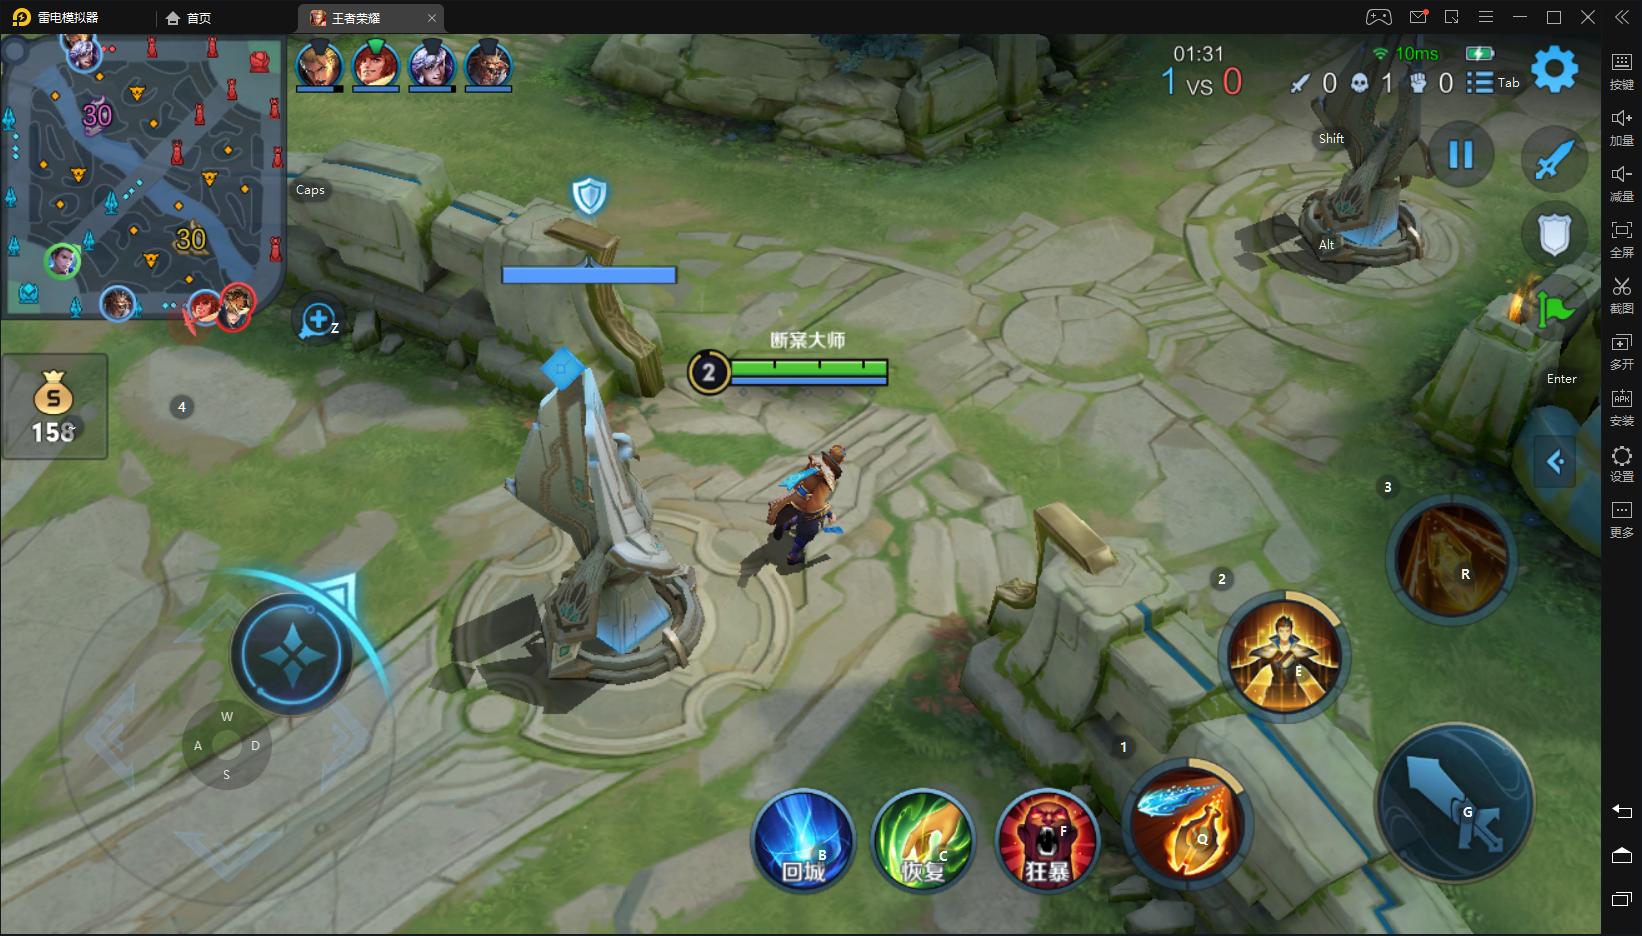 雷电模拟器
首页
王者荣耀
30
30
01:31
1 vs 0
10ms
0
1
0
Tab
Shift
Caps
Alt
Z
Enter
S
158
4
断案大师
2
3
R
2
E
1
Q
G
W
A
D
S
回城
B
恢复
C
狂暴
F
按键
加量
减量
全屏
截图
多开
APK
安装
设置
更多